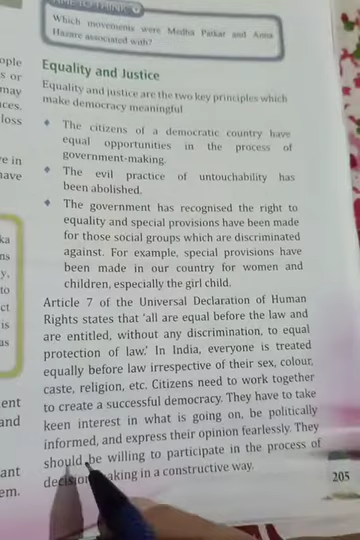 TIME TO THINK
Which movements were Medha Patkar and Anna
Hazare associated with?
Equality and Justice
Equality and justice are the two key principles which
make democracy meaningful
The citizens of a democratic country have
equal opportunities in the process of
government-making.
The evil practice of untouchability has
been abolished.
The government has recognised the right to
equality and special provisions have been made
for those social groups which are discriminated
against. For example, special provisions have
been made in our country for women and
children, especially the girl child.
Article 7 of the Universal Declaration of Human
Rights states that 'all are equal before the law and
are entitled, without any discrimination, to equal
protection of law.' In India, everyone is treated
equally before law irrespective of their sex, colour,
caste, religion, etc. Citizens need to work together
to create a successful democracy. They have to take
keen interest in what is going on, be politically
informed, and express their opinion fearlessly. They
should be willing to participate in the process of
in a constructive way.
205
ople
s or
may
ces.
loss
e in
have
ka
ns
y,
to
ct
is
as
ent
and
ant
em.